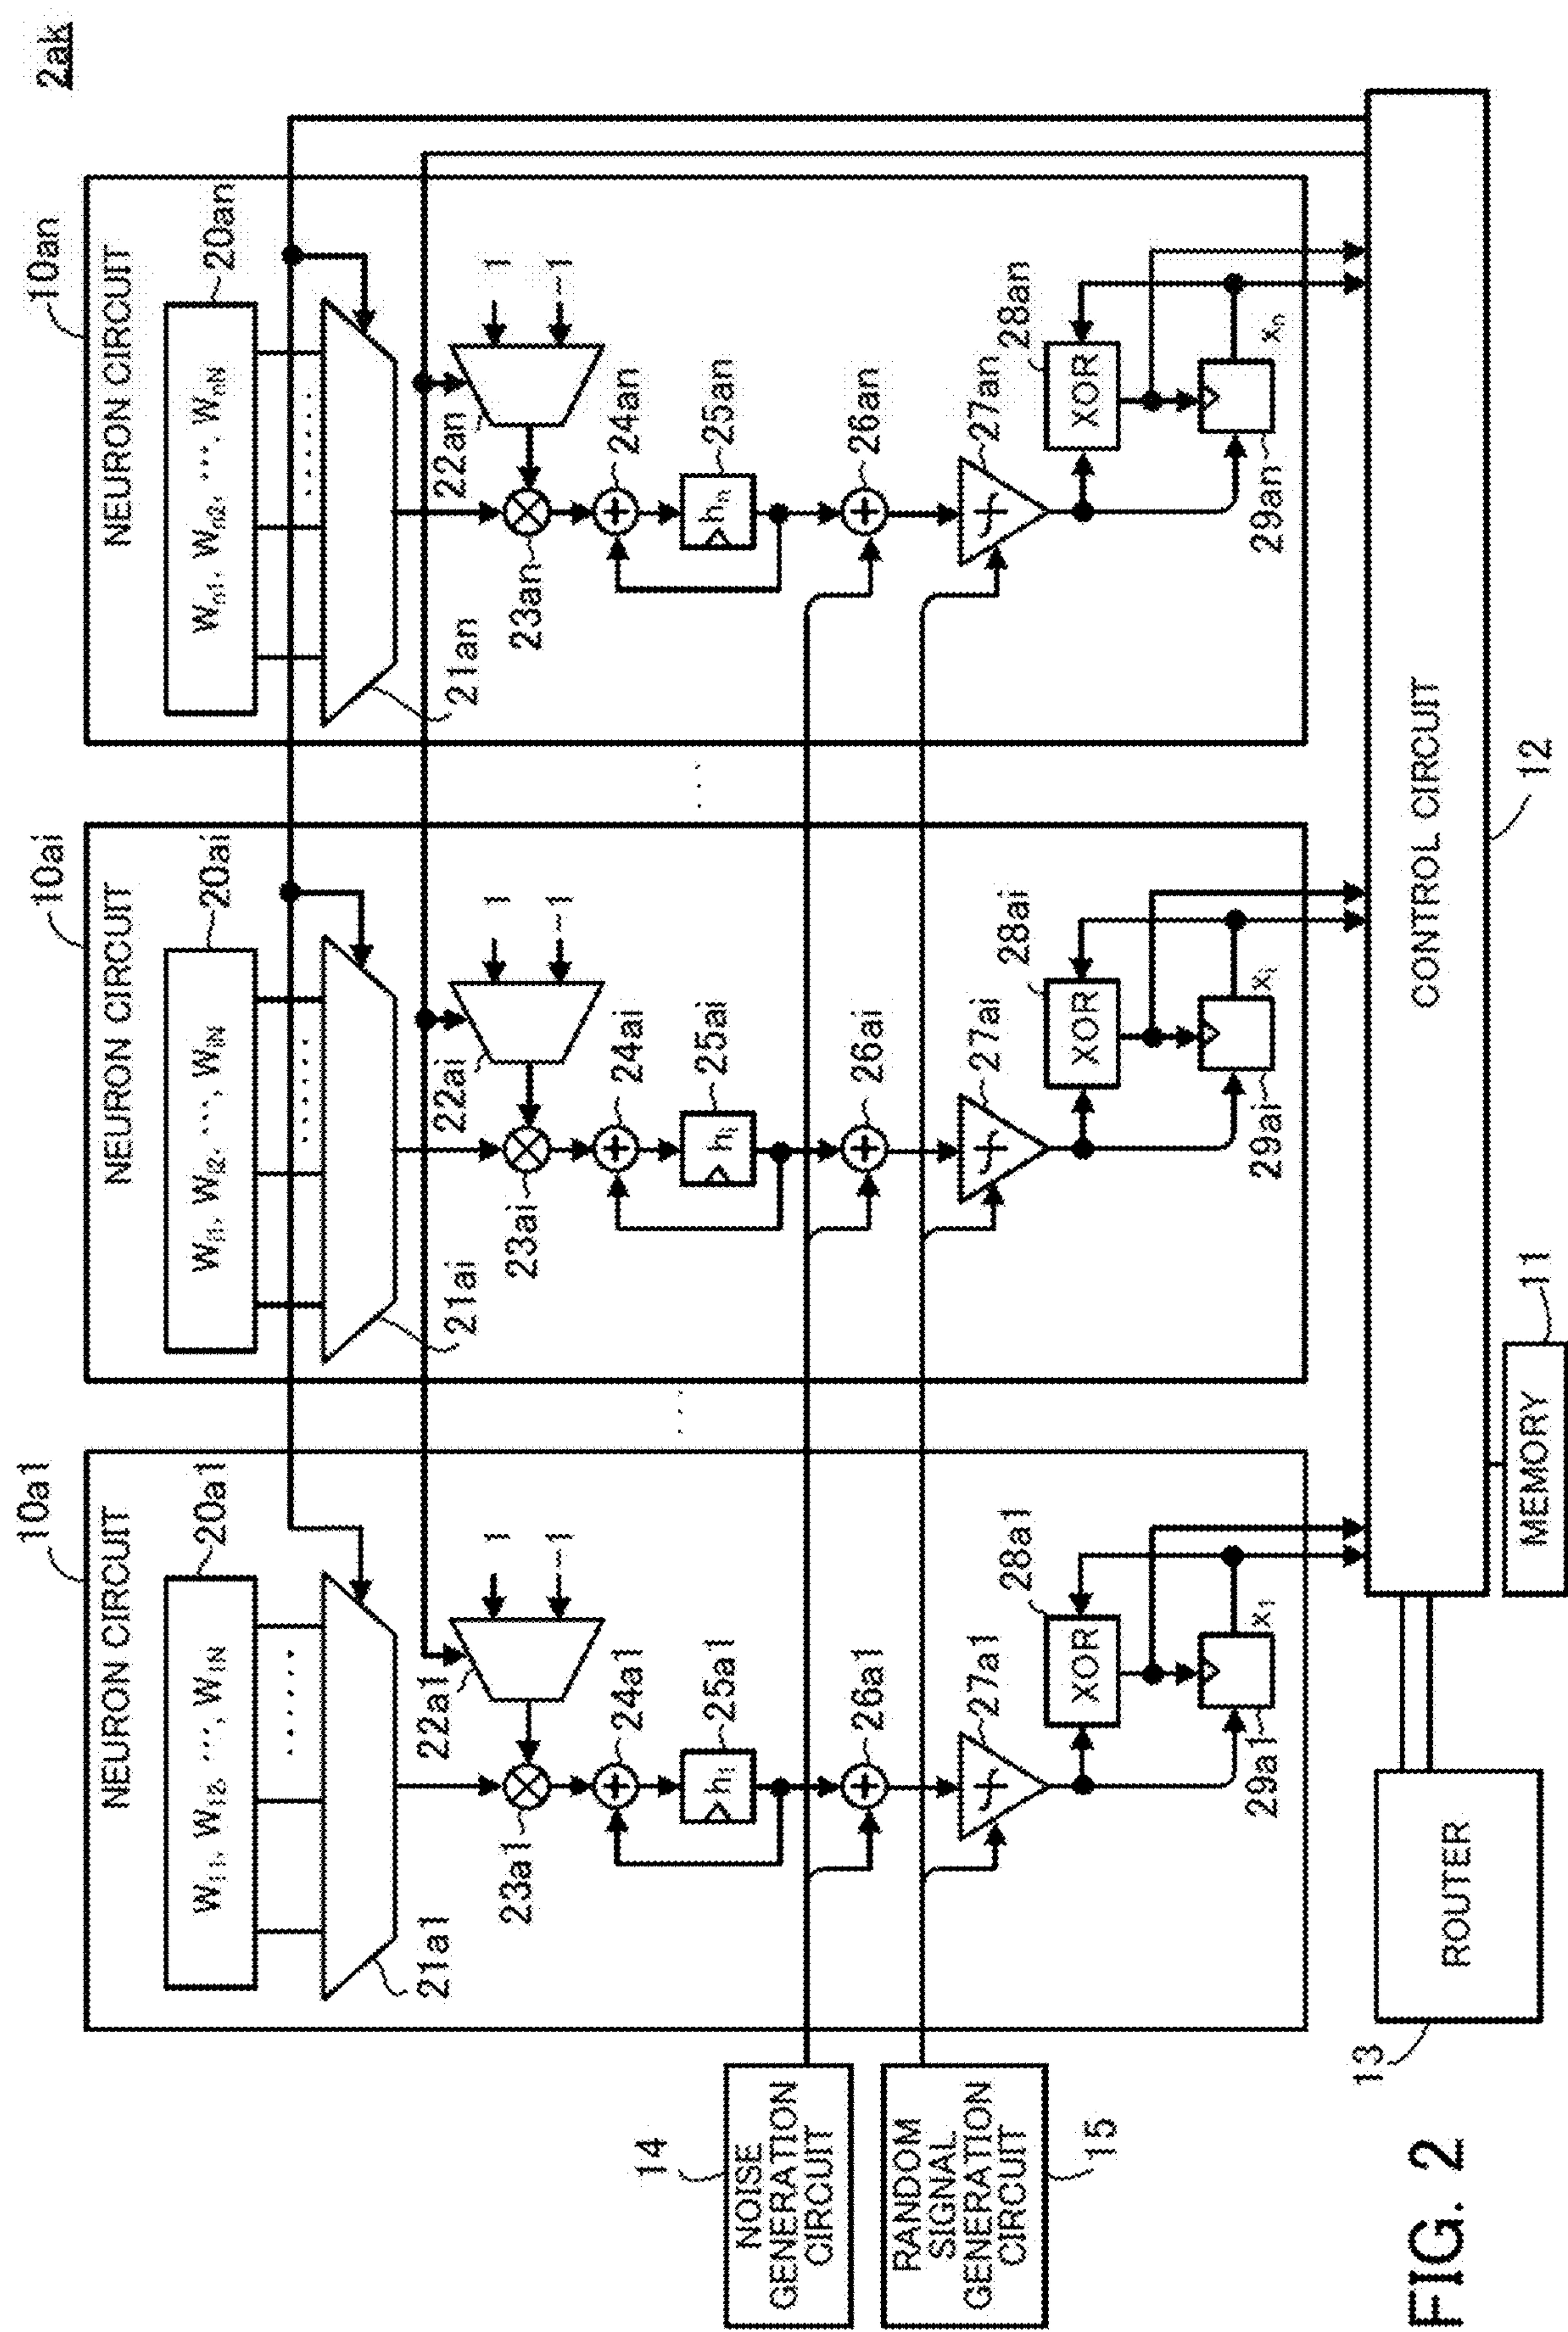 2ak
10a1
NEURON CIRCUIT
20a1
W11, W12, ..., W1N
21a1
22a1
1
-1
23a1
24a1
25a1
h1
26a1
27a1
28a1
XOR
29a1
x1
10ai
NEURON CIRCUIT
20ai
Wi1, Wi2, ..., WiN
21ai
22ai
1
-1
23ai
24ai
25ai
hi
26ai
27ai
28ai
XOR
29ai
xi
10an
NEURON CIRCUIT
20an
Wn1, Wn2, ..., WnN
21an
22an
1
-1
23an
24an
25an
hn
26an
27an
28an
XOR
29an
xn
14
NOISE
GENERATION
CIRCUIT
RANDOM
SIGNAL
GENERATION
CIRCUIT
15
CONTROL CIRCUIT
12
13
ROUTER
MEMORY
11
FIG. 2